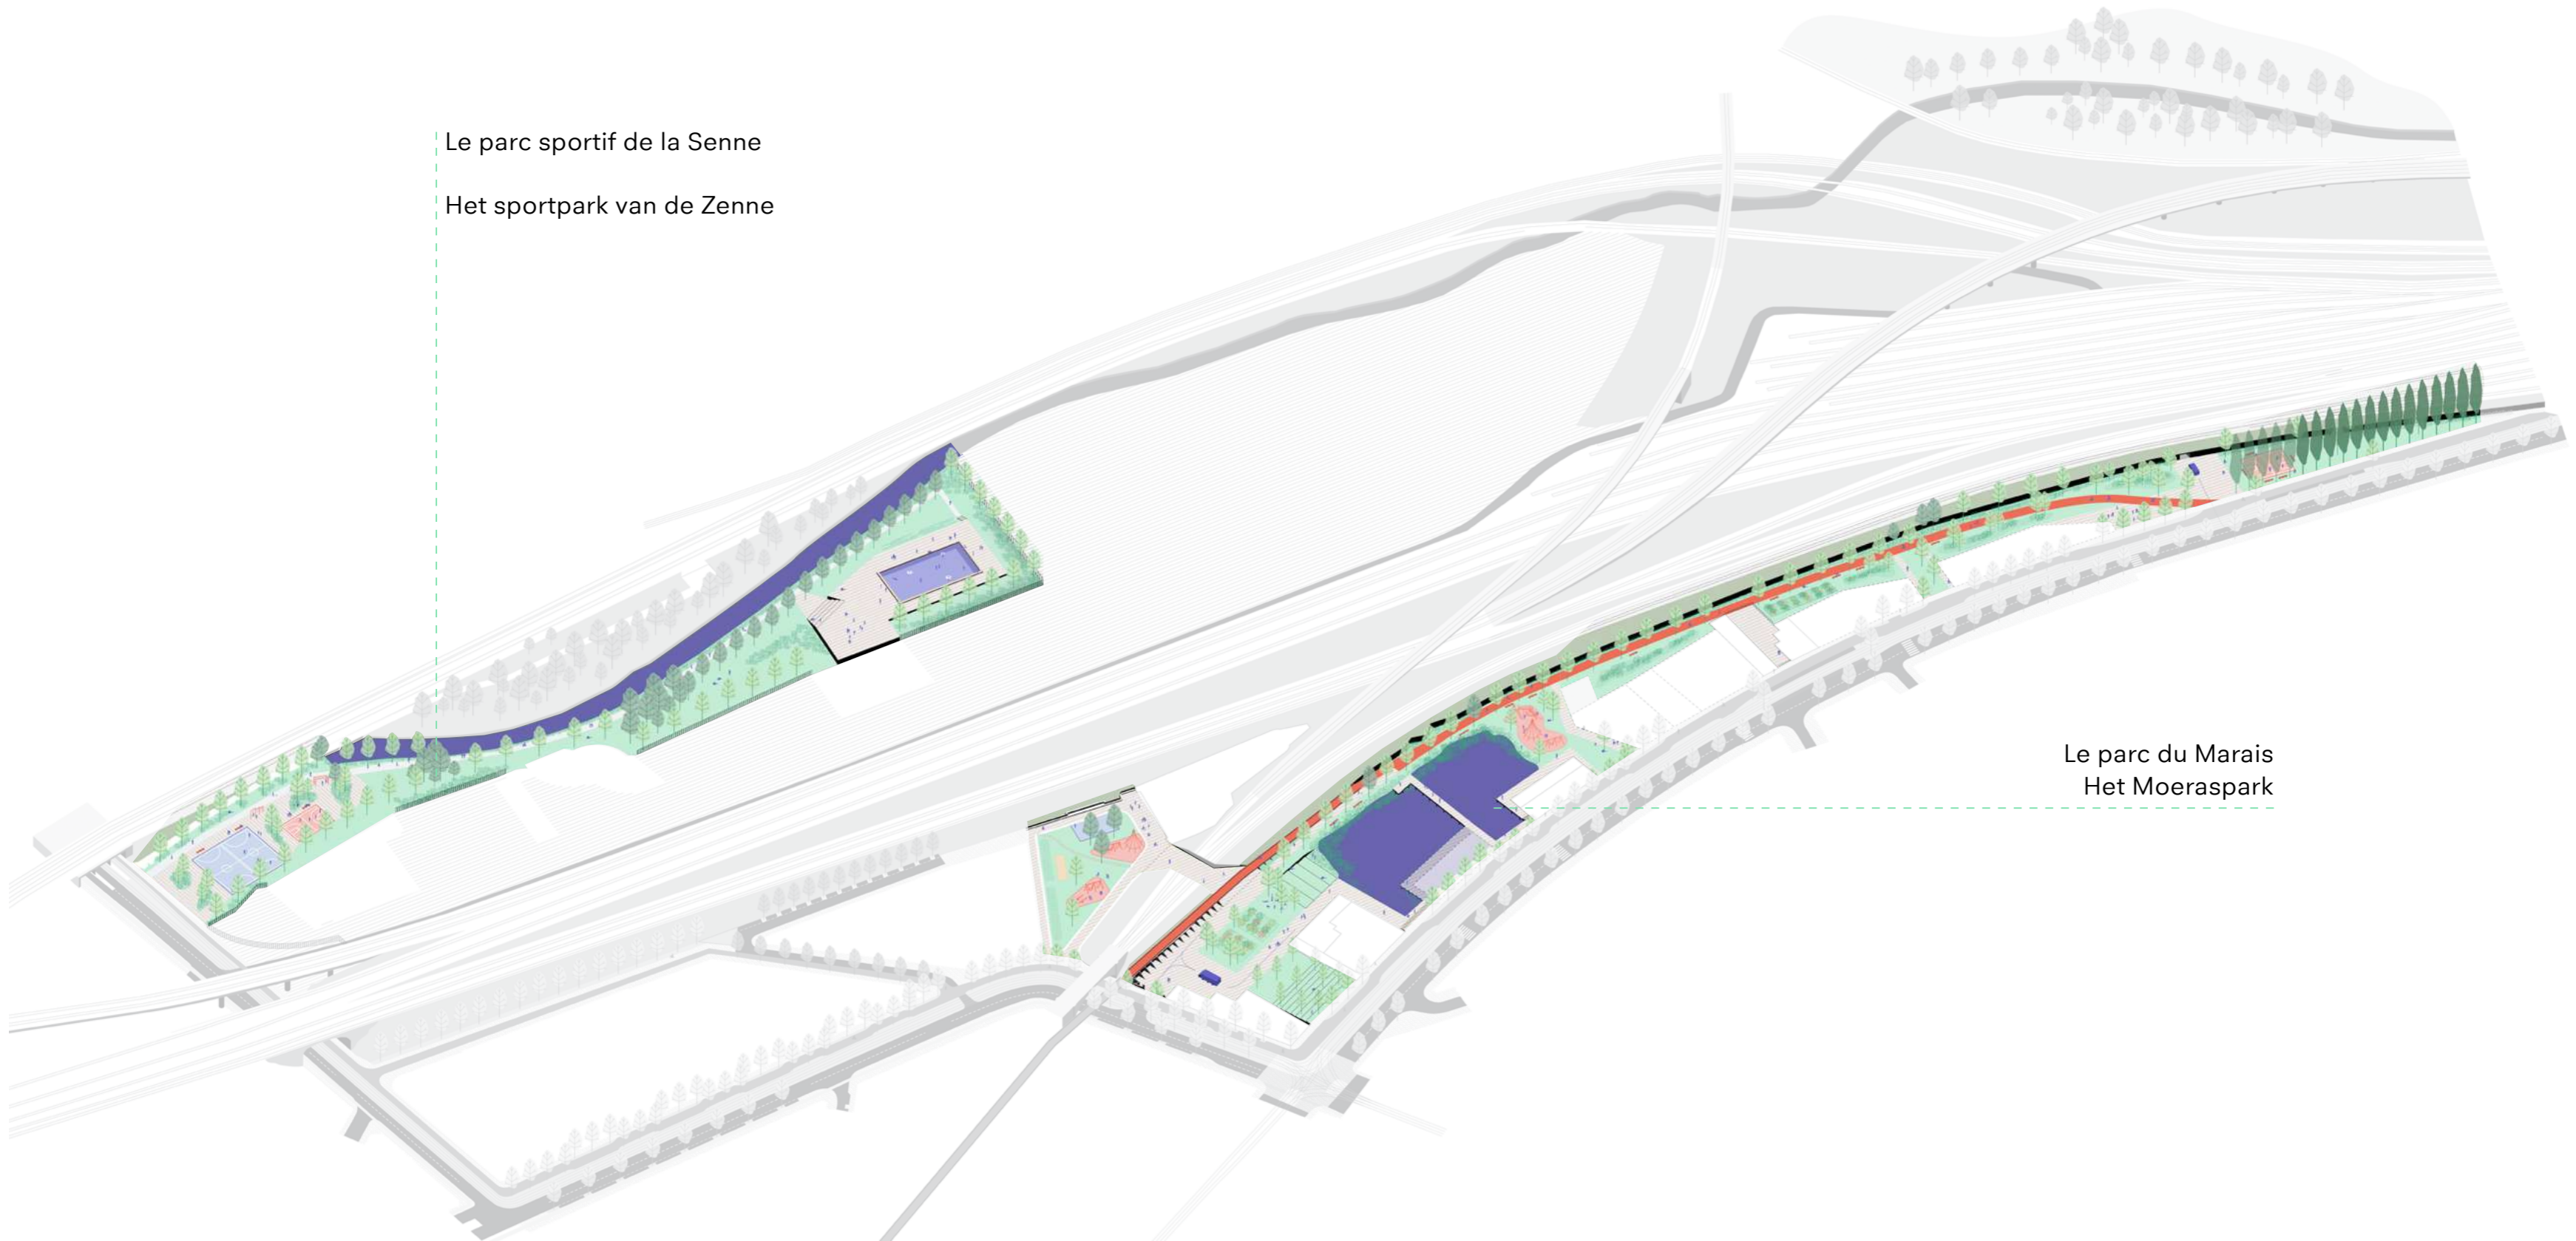 Le parc sportif de la Senne
Het sportpark van de Zenne
Le parc du Marais
Het Moeraspark